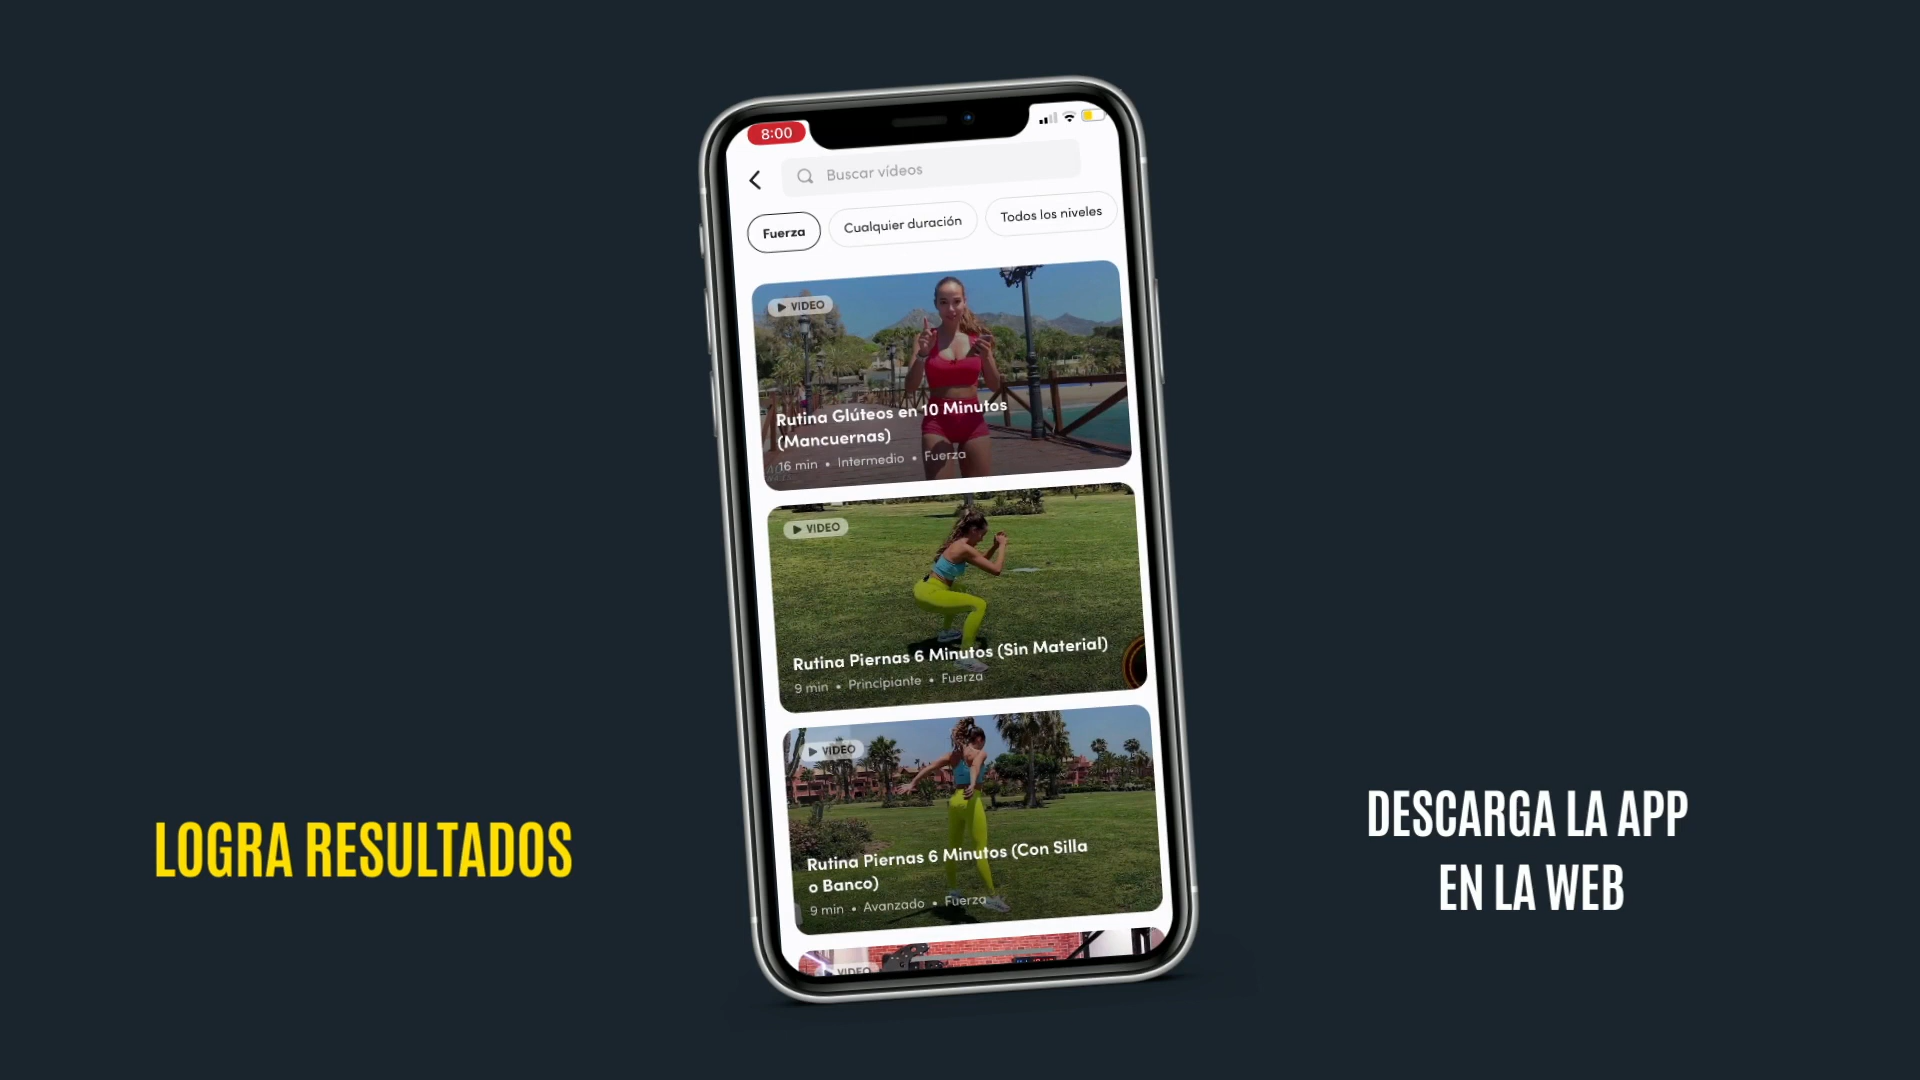 8:00
Buscar vídeos
Fuerza
Cualquier duración
Todos los niveles
VIDEO
Rutina Glúteos en 10 Minutos
(Mancuernas)
16 min • Intermedio • Fuerza
VIDEO
Rutina Piernas 6 Minutos (Sin Material)
9 min • Principiante • Fuerza
VIDEO
Rutina Piernas 6 Minutos (Con Silla
o Banco)
9 min • Avanzado • Fuerza
VIDEO
LOGRA RESULTADOS
DESCARGA LA APP
EN LA WEB